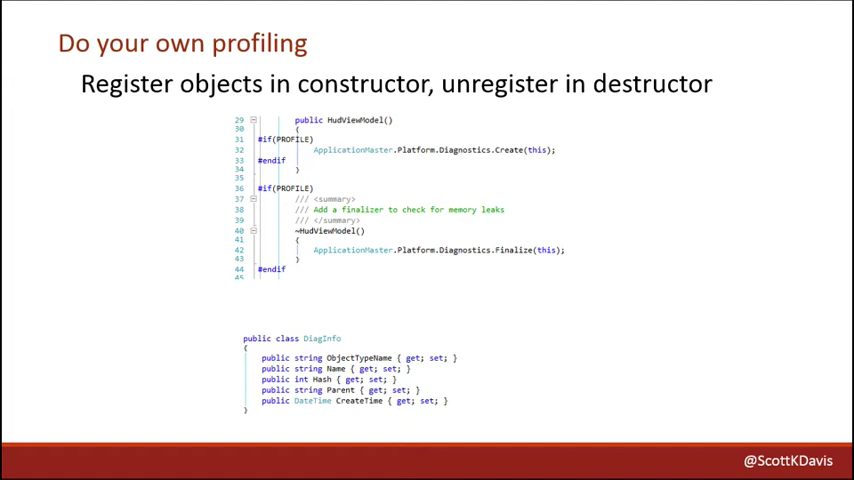 Do your own profiling
Register objects in constructor, unregister in destructor
29 public HudViewModel()
30 {
31 #if(PROFILE)
32 ApplicationMaster.Platform.Diagnostics.Create(this);
33 #endif
34 }
35
36 #if(PROFILE)
37 /// <summary>
38 /// Add a finalizer to check for memory leaks
39 /// </summary>
40 ~HudViewModel()
41 {
42 ApplicationMaster.Platform.Diagnostics.Finalize(this);
43 }
44 #endif
45
public class DiagInfo
{
public string ObjectTypeName { get; set; }
public string Name { get; set; }
public int Hash { get; set; }
public string Parent { get; set; }
public DateTime CreateTime { get; set; }
}
@ScottKDavis